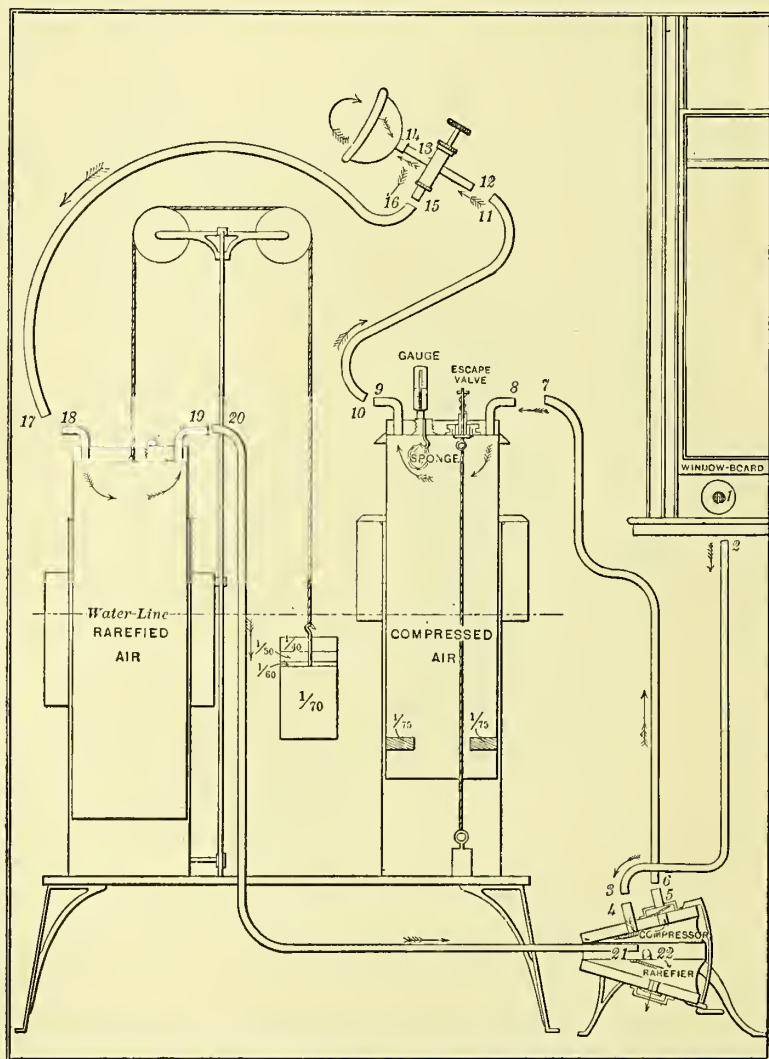 14
13
12
16
15
11
GAUGE
ESCAPE
VALVE
17
18
19
20
10
9
8
7
SPONGE
WINDOW-BOARD
1
2
Water-Line
RAREFIED
AIR
COMPRESSED
AIR
1/40
1/50
1/60
1/70
1/75
1/75
3
6
5
4
COMPRESSOR
21
22
RAREFIER